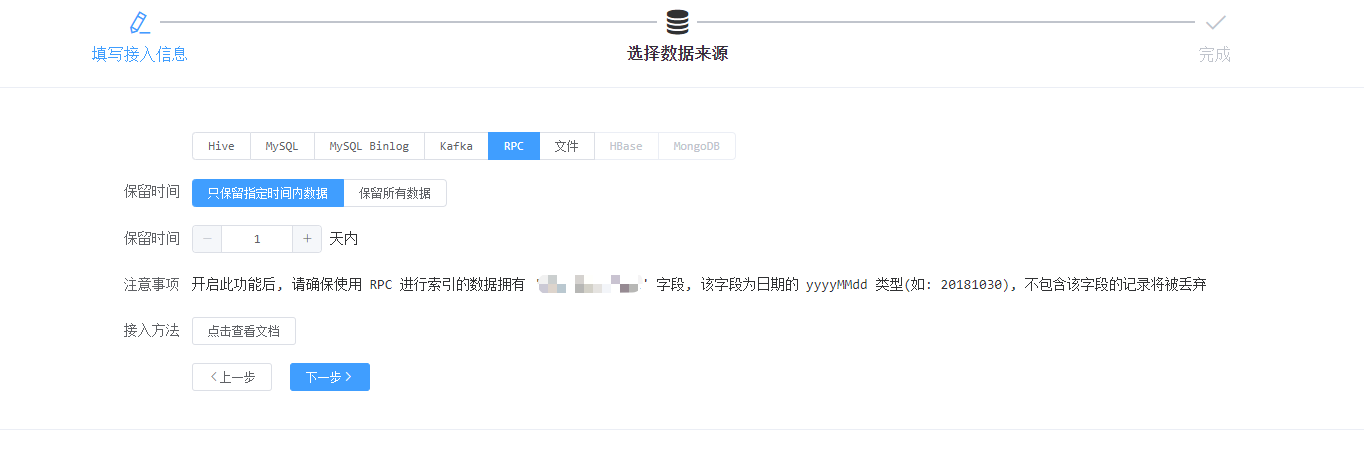 填写接入信息
选择数据来源
完成
Hive MySQL MySQL Binlog Kafka RPC 文件 HBase MongoDB
保留时间 只保留指定时间内数据 保留所有数据
保留时间 − 1 + 天内
注意事项 开启此功能后, 请确保使用 RPC 进行索引的数据拥有 '' 字段, 该字段为日期的 yyyyMMdd 类型(如: 20181030), 不包含该字段的记录将被丢弃
接入方法 点击查看文档
上一步 下一步